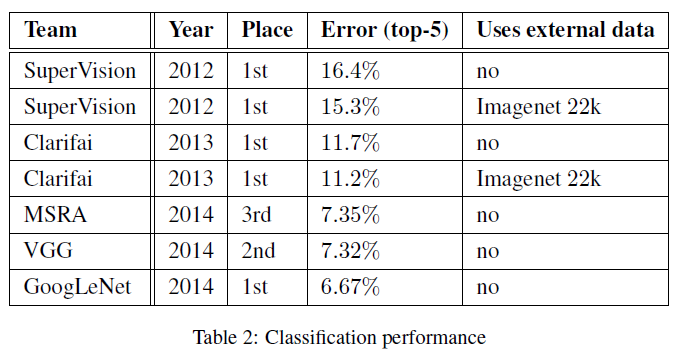 Team Year Place Error (top-5) Uses external data
SuperVision 2012 1st 16.4% no
SuperVision 2012 1st 15.3% Imagenet 22k
Clarifai 2013 1st 11.7% no
Clarifai 2013 1st 11.2% Imagenet 22k
MSRA 2014 3rd 7.35% no
VGG 2014 2nd 7.32% no
GoogLeNet 2014 1st 6.67% no
Table 2: Classification performance